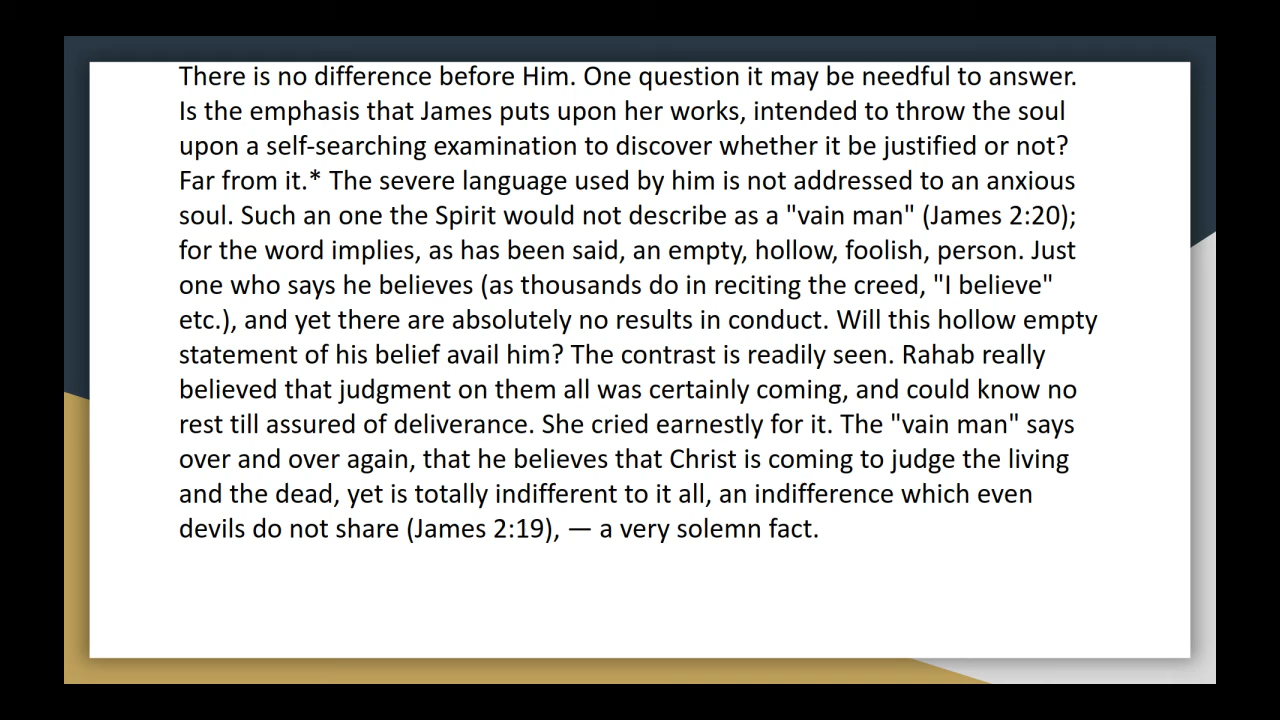 There is no difference before Him. One question it may be needful to answer.
Is the emphasis that James puts upon her works, intended to throw the soul
upon a self-searching examination to discover whether it be justified or not?
Far from it.* The severe language used by him is not addressed to an anxious
soul. Such an one the Spirit would not describe as a "vain man" (James 2:20);
for the word implies, as has been said, an empty, hollow, foolish, person. Just
one who says he believes (as thousands do in reciting the creed, "I believe"
etc.), and yet there are absolutely no results in conduct. Will this hollow empty
statement of his belief avail him? The contrast is readily seen. Rahab really
believed that judgment on them all was certainly coming, and could know no
rest till assured of deliverance. She cried earnestly for it. The "vain man" says
over and over again, that he believes that Christ is coming to judge the living
and the dead, yet is totally indifferent to it all, an indifference which even
devils do not share (James 2:19), — a very solemn fact.